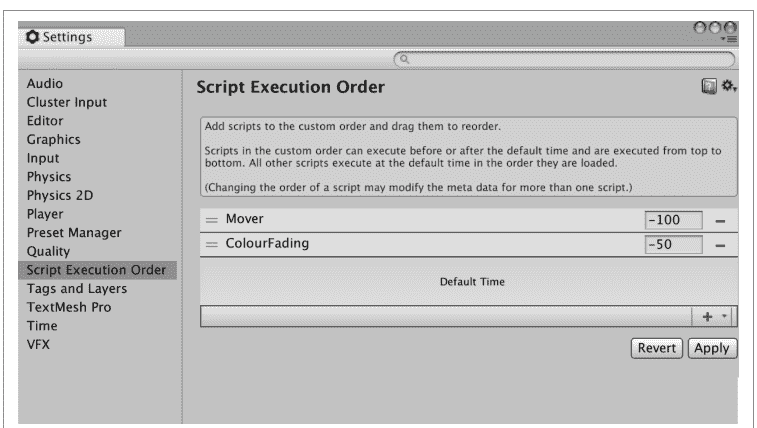 Settings
Audio
Cluster Input
Editor
Graphics
Input
Physics
Physics 2D
Player
Preset Manager
Quality
Script Execution Order
Tags and Layers
TextMesh Pro
Time
VFX
Script Execution Order
Add scripts to the custom order and drag them to reorder.
Scripts in the custom order can execute before or after the default time and are executed from top to
bottom. All other scripts execute at the default time in the order they are loaded.
(Changing the order of a script may modify the meta data for more than one script.)
Mover -100
ColourFading -50
Default Time
Revert Apply